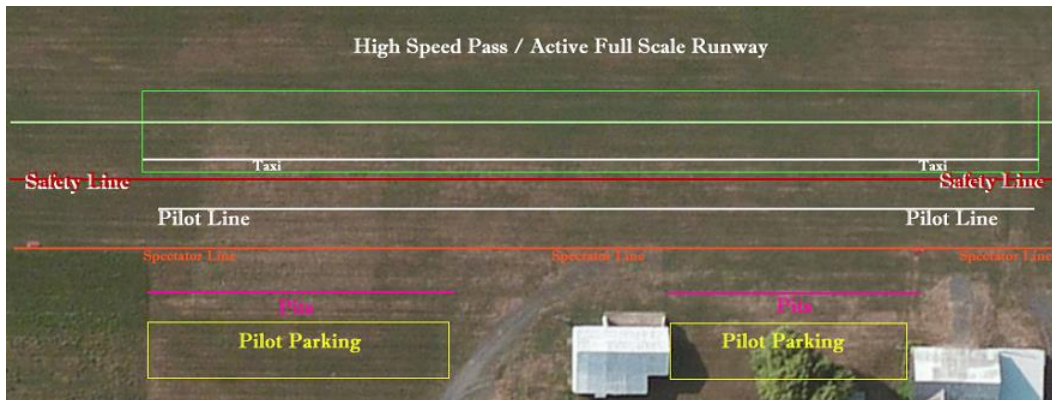 High Speed Pass / Active Full Scale Runway
Taxi Taxi
Safety Line Safety Line
Pilot Line Pilot Line
Spectator Line Spectator Line Spectator Line
Pits Pits
Pilot Parking Pilot Parking